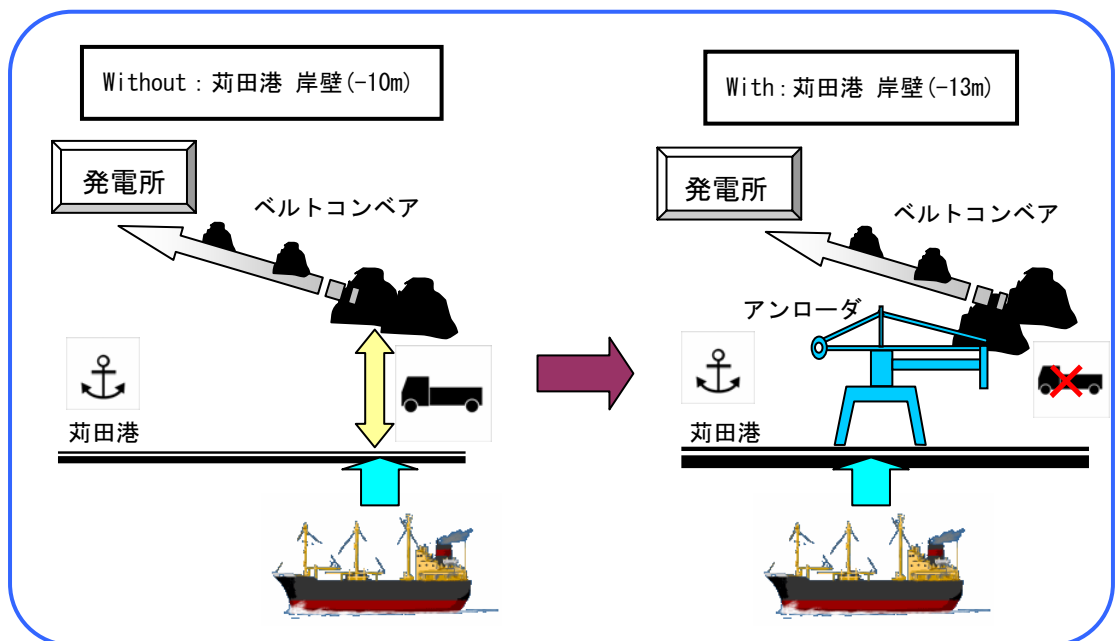 Without：苅田港 岸壁(-10m)
発電所
ベルトコンベア
苅田港
With：苅田港 岸壁(-13m)
発電所
ベルトコンベア
アンローダ
苅田港